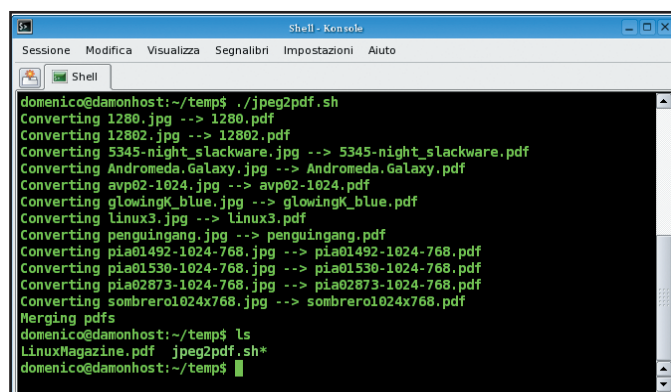 Shell - Konsole
Sessione Modifica Visualizza Segnalibri Impostazioni Aiuto
Shell
domenico@damonhost:~/temp$ ./jpeg2pdf.sh
Converting 1280.jpg --> 1280.pdf
Converting 12802.jpg --> 12802.pdf
Converting 5345-night_slackware.jpg --> 5345-night_slackware.pdf
Converting Andromeda.Galaxy.jpg --> Andromeda.Galaxy.pdf
Converting avp02-1024.jpg --> avp02-1024.pdf
Converting glowingK_blue.jpg --> glowingK_blue.pdf
Converting linux3.jpg --> linux3.pdf
Converting penguingang.jpg --> penguingang.pdf
Converting pia01492-1024-768.jpg --> pia01492-1024-768.pdf
Converting pia01530-1024-768.jpg --> pia01530-1024-768.pdf
Converting pia02873-1024-768.jpg --> pia02873-1024-768.pdf
Converting sombrero1024x768.jpg --> sombrero1024x768.pdf
Merging pdfs
domenico@damonhost:~/temp$ ls
LinuxMagazine.pdf jpeg2pdf.sh*
domenico@damonhost:~/temp$